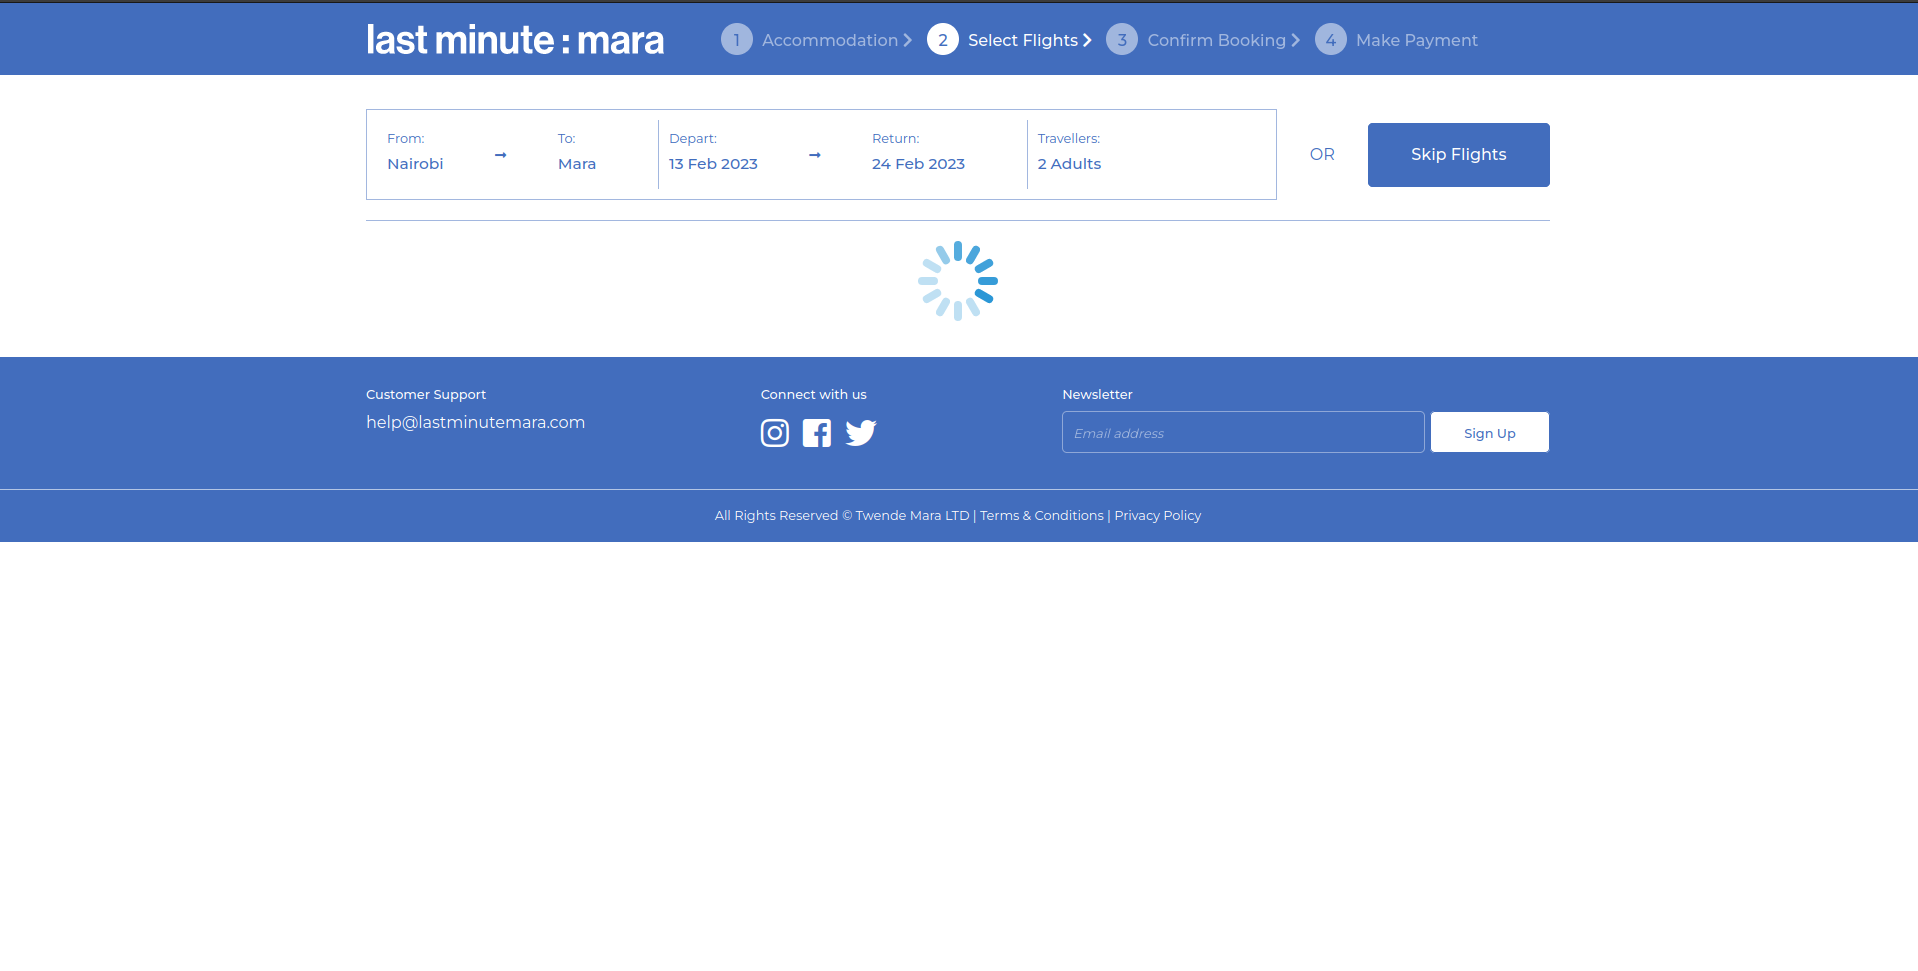 last minute : mara
1 Accommodation
2 Select Flights
3 Confirm Booking
4 Make Payment
From:
Nairobi
To:
Mara
Depart:
13 Feb 2023
Return:
24 Feb 2023
Travellers:
2 Adults
OR
Skip Flights
Customer Support
help@lastminutemara.com
Connect with us
Newsletter
Email address
Sign Up
All Rights Reserved © Twende Mara LTD | Terms & Conditions | Privacy Policy